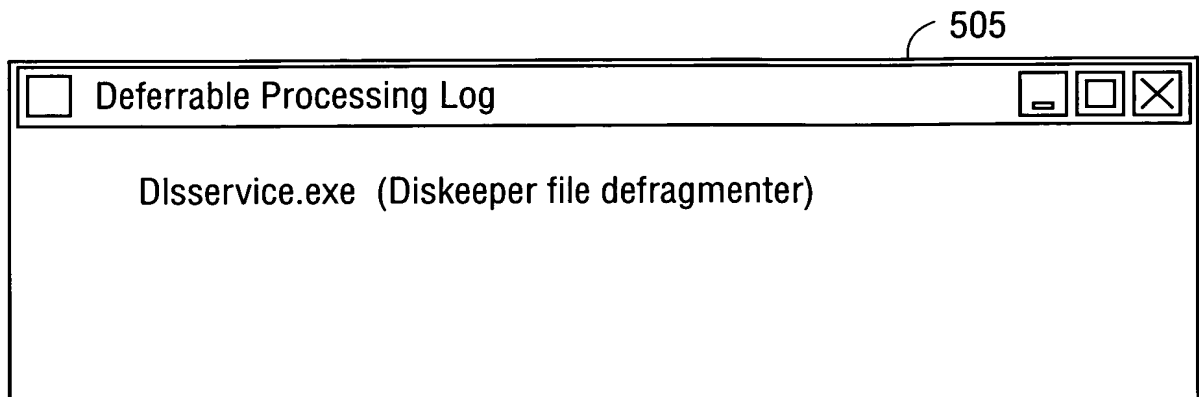 505
Deferrable Processing Log
Dlsservice.exe (Diskeeper file defragmenter)